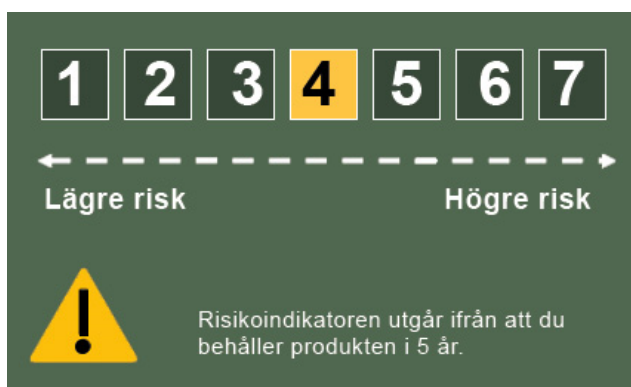 1 2 3 4 5 6 7
Lägre risk Högre risk
Risikoindikatoren utgår ifrån att du
behåller produkten i 5 år.